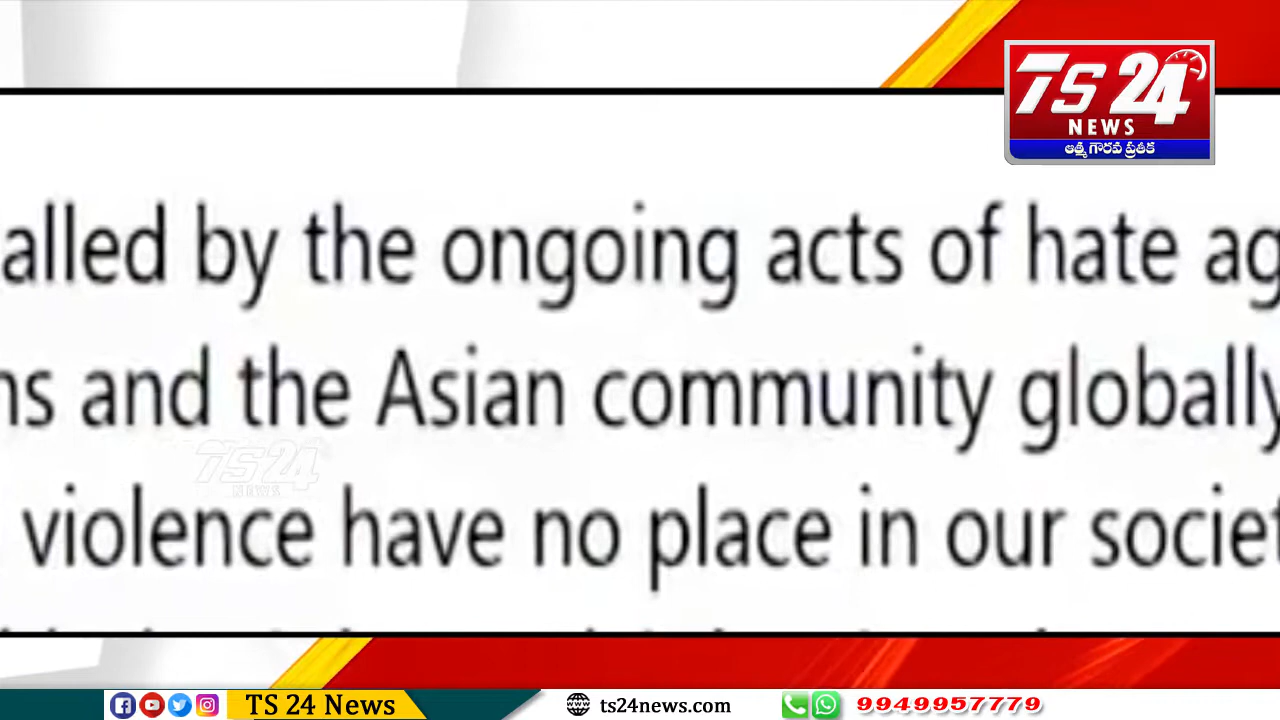 TS 24
NEWS
ఆత్మ గౌరవ ప్రతీక
alled by the ongoing acts of hate ag
ns and the Asian community globally
violence have no place in our societ
TS 24
NEWS
TS 24 News
ts24news.com
9949957779